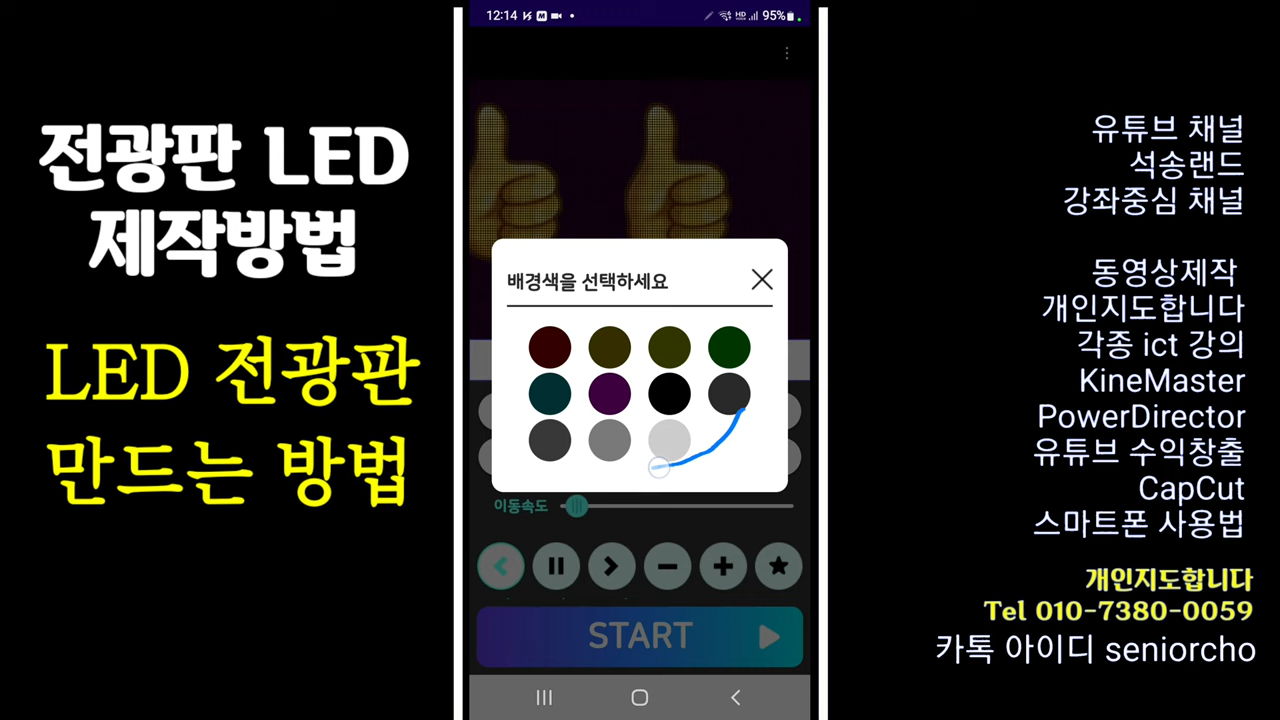 전광판 LED
제작방법
LED 전광판
만드는 방법
12:14
95%
배경색을 선택하세요
이동속도
START
유튜브 채널
석송랜드
강좌중심 채널
동영상제작
개인지도합니다
각종 ict 강의
KineMaster
PowerDirector
유튜브 수익창출
CapCut
스마트폰 사용법
개인지도합니다
Tel 010-7380-0059
카톡 아이디 seniorcho